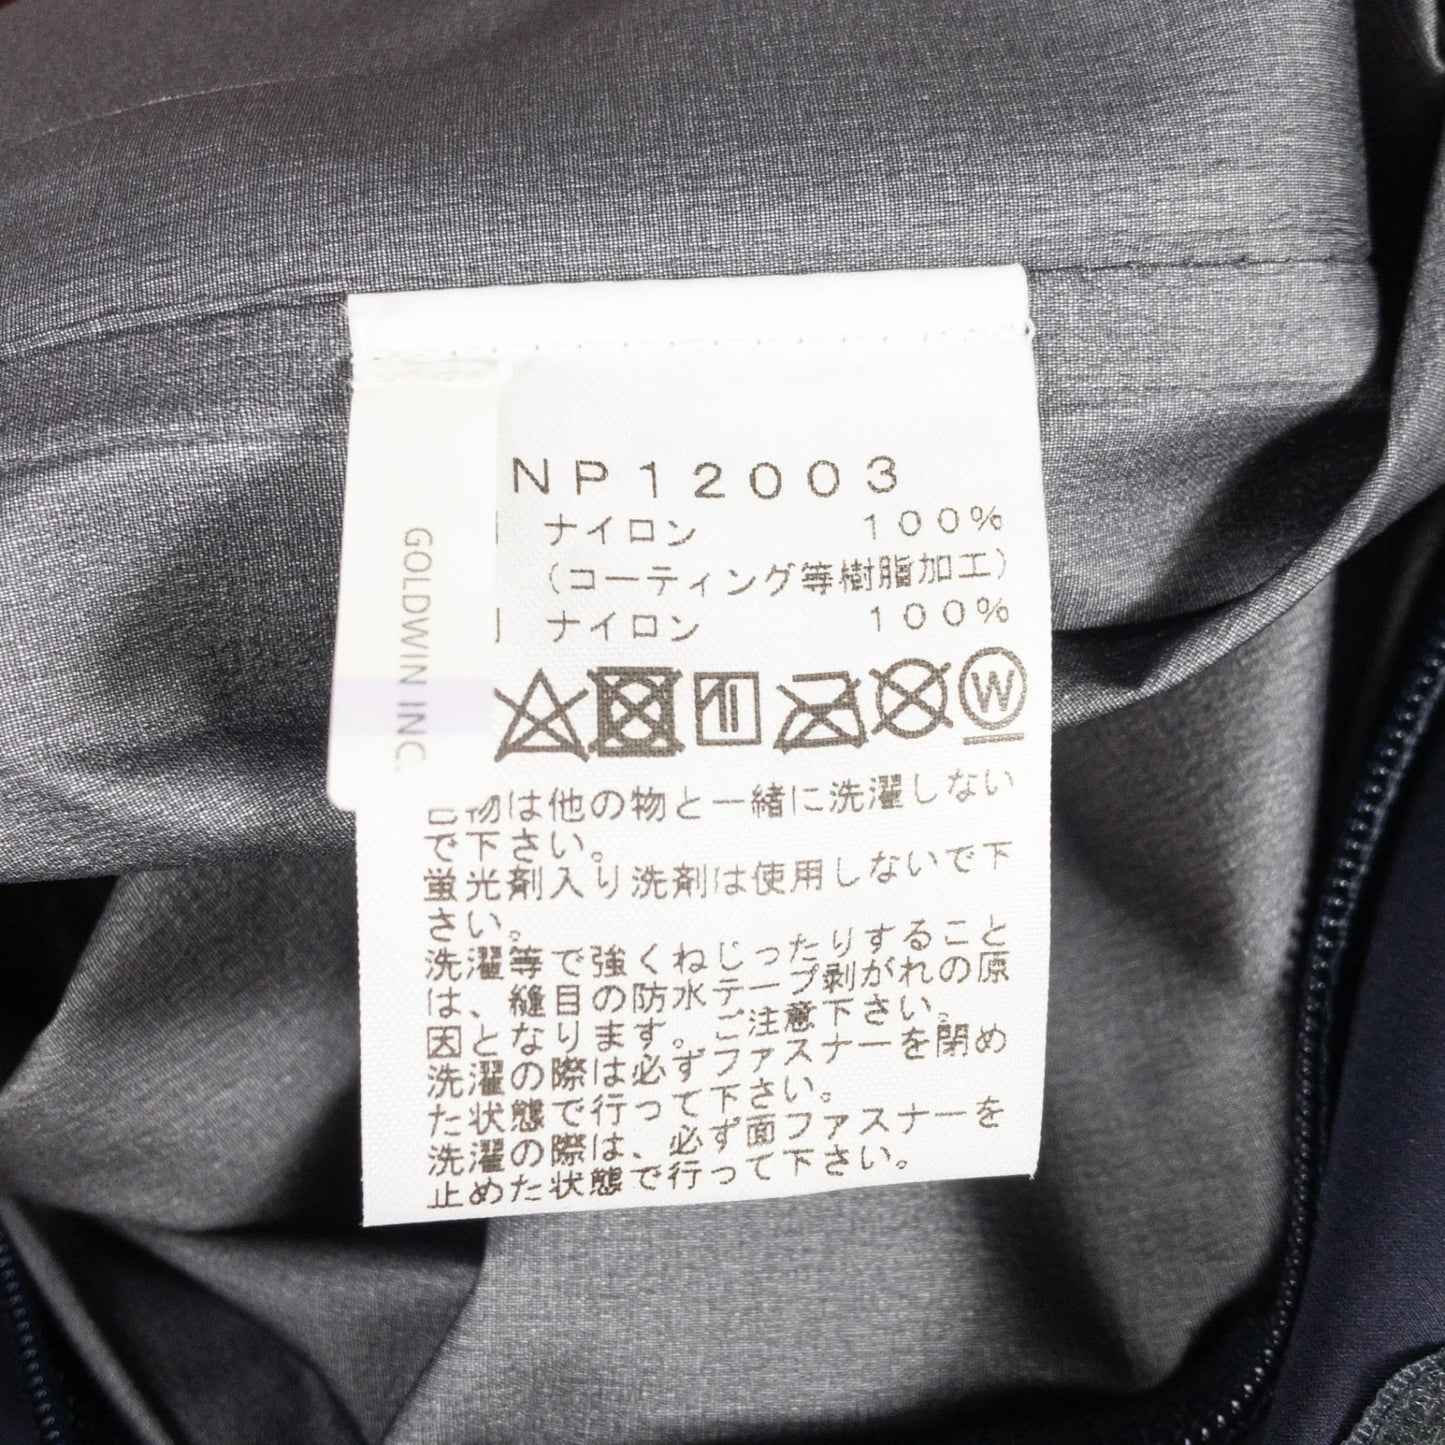 NP12003
ナイロン 100%
(コーティング等樹脂加工)
ナイロン 100%
GOLDWIN INC.
W
物は他の物と一緒に洗濯しない
で下さい。
蛍光剤入り洗剤は使用しないで下
さい。
洗濯等で強くねじったりすること
は、縫目の防水テープ剥がれの原
因となります。ご注意下さい。
洗濯の際は必ずファスナーを閉め
た状態で行って下さい。
洗濯の際は、必ず面ファスナーを
止めた状態で行って下さい。